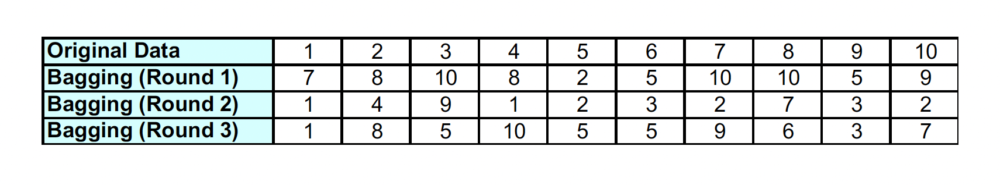 Original Data 1 2 3 4 5 6 7 8 9 10
Bagging (Round 1) 7 8 10 8 2 5 10 10 5 9
Bagging (Round 2) 1 4 9 1 2 3 2 7 3 2
Bagging (Round 3) 1 8 5 10 5 5 9 6 3 7